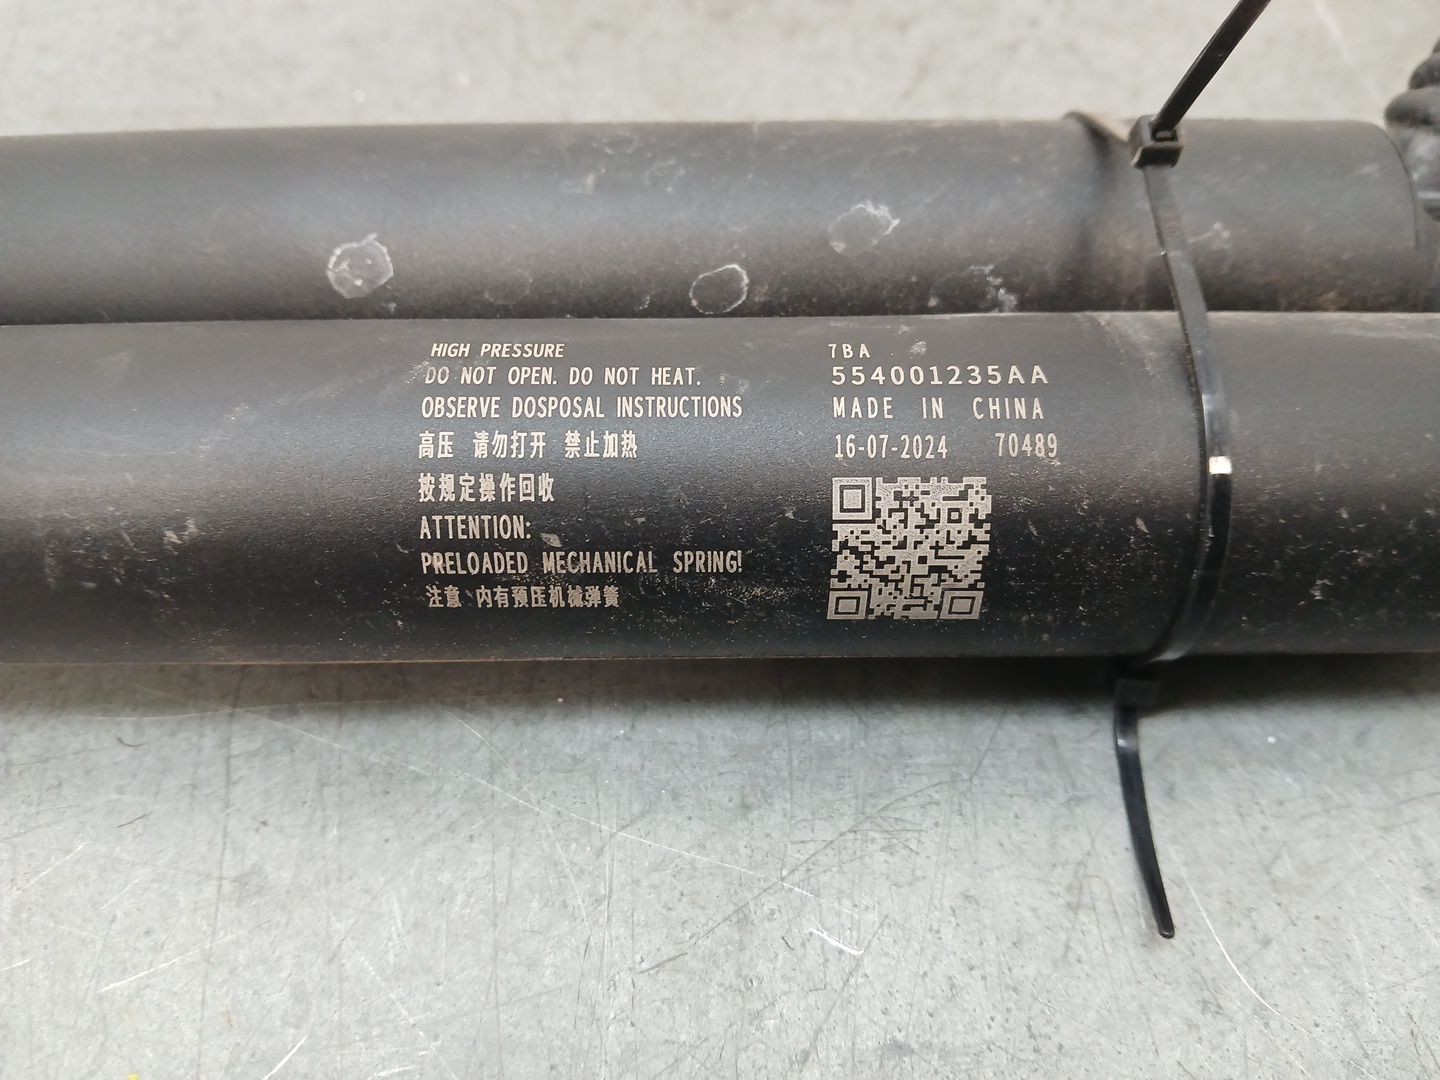 HIGH PRESSURE
DO NOT OPEN. DO NOT HEAT.
OBSERVE DOSPOSAL INSTRUCTIONS
高压 请勿打开 禁止加热
按规定操作回收
ATTENTION:
PRELOADED MECHANICAL SPRING!
注意 内有预压机械弹簧
7BA
554001235AA
MADE IN CHINA
16-07-2024 70489